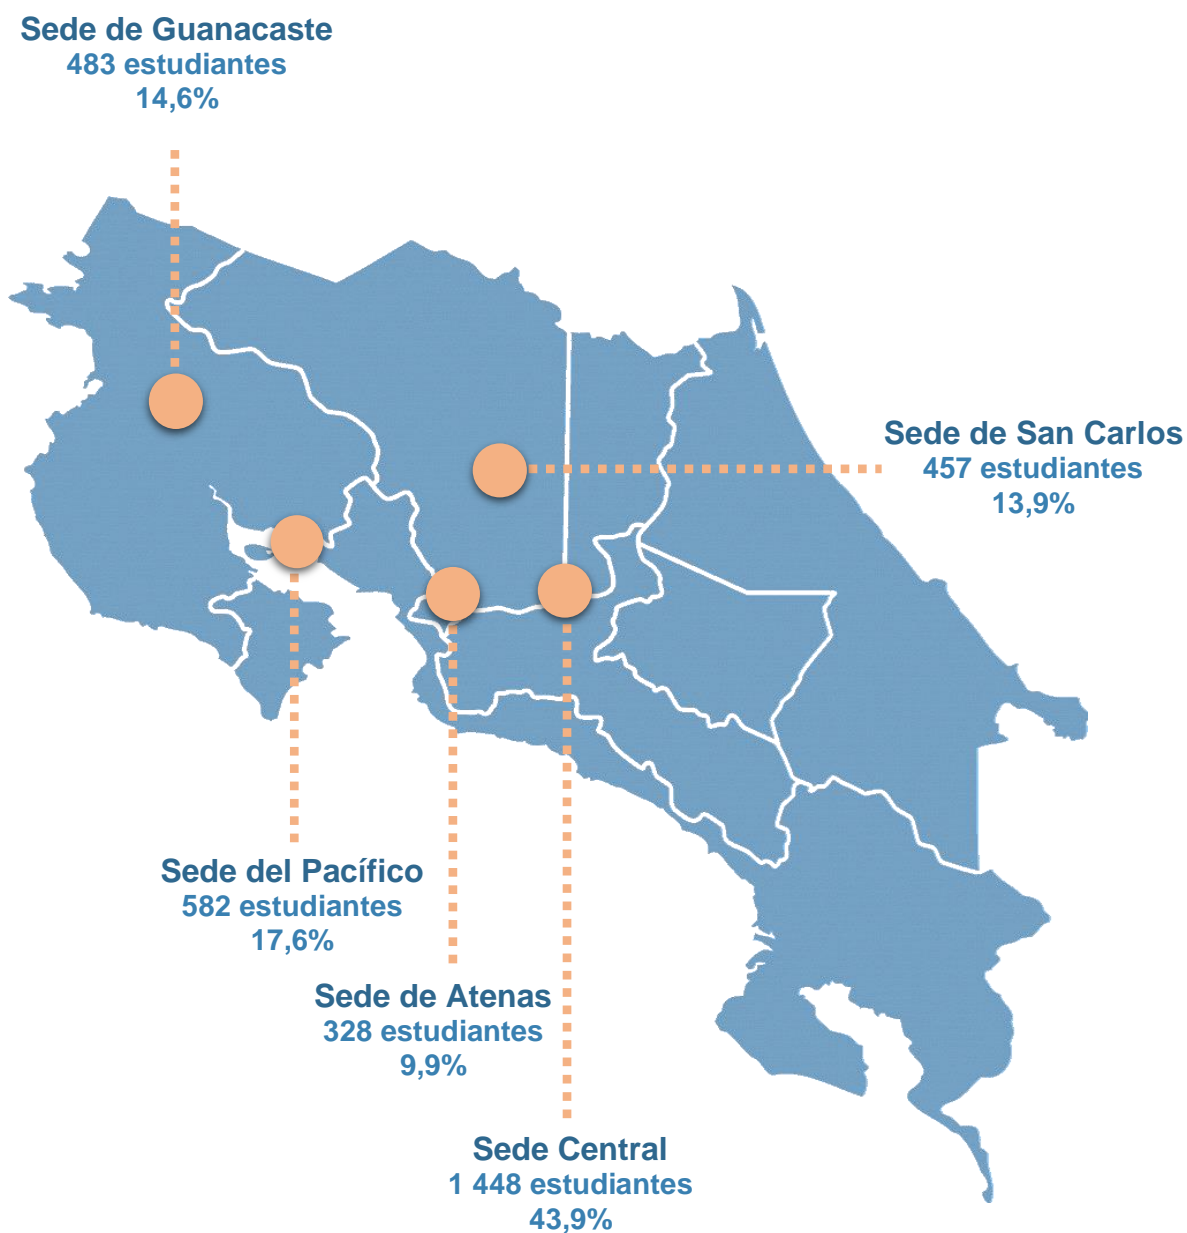 Sede de Guanacaste
483 estudiantes
14,6%
Sede de San Carlos
457 estudiantes
13,9%
Sede del Pacífico
582 estudiantes
17,6%
Sede de Atenas
328 estudiantes
9,9%
Sede Central
1 448 estudiantes
43,9%